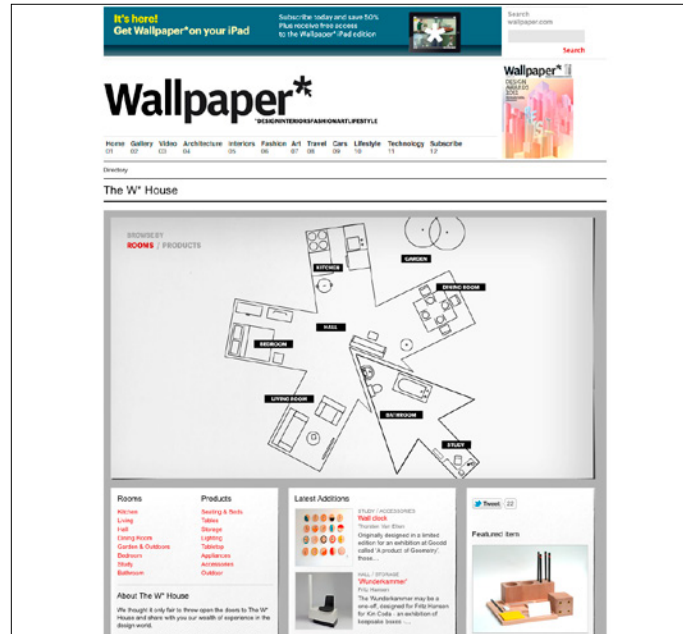 It's here!
Get Wallpaper* on your iPad
Subscribe today and save 50%
Plus receive free access
to the Wallpaper* iPad edition
Search
wallpaper.com
Search
Wallpaper*
*DESIGNINTERIORSFASHIONARTLIFESTYLE
Wallpaper*
DESIGN
AWARDS
Home Gallery Video Architecture Interiors Fashion Art Travel Cars Lifestyle Technology Subscribe
01 02 03 04 05 06 07 08 09 10 11 12
Directory
The W* House
BROWSE BY
ROOMS / PRODUCTS
KITCHEN
GARDEN
DINING ROOM
HALL
BEDROOM
LIVING ROOM
BATHROOM
STUDY
Rooms
Kitchen
Living
Hall
Dining Room
Garden & Outdoors
Bedroom
Study
Bathroom
Products
Seating & Beds
Tables
Storage
Lighting
Tabletop
Appliances
Accessories
Outdoor
About The W* House
We thought it only fair to throw open the doors to The W*
House and share with you our wealth of experience in the
design world.
Latest Additions
STUDY / ACCESSORIES
Wall clock
Thorsten Van Elten
Originally designed in a limited
edition for an exhibition at Goodd
called 'A product of Geometry',
those....
HALL / STORAGE
'Wunderkammer'
Fritz Hansen
The Wunderkammer may be a
one-off, designed for Fritz Hansen
for Kin Coda - an exhibition of
keepsake boxes ....
Tweet 22
Featured Item